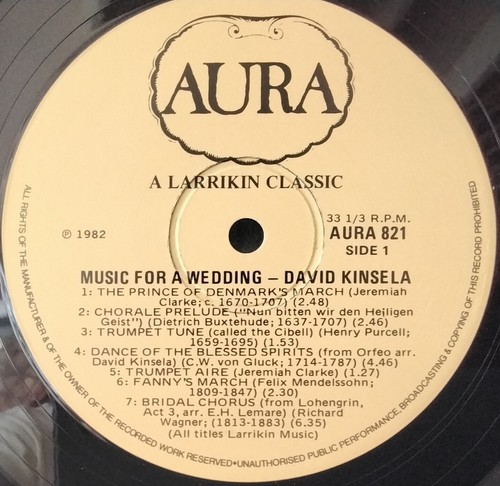 AURA
A LARRIKIN CLASSIC
℗ 1982
33 1/3 R.P.M.
AURA 821
SIDE 1
MUSIC FOR A WEDDING – DAVID KINSELA
1: THE PRINCE OF DENMARK'S MARCH (Jeremiah
Clarke; c. 1670-1707) (2.48)
2: CHORALE PRELUDE ("Nun bitten wir den Heiligen
Geist") (Dietrich Buxtehude; 1637-1707) (2.46)
3: TRUMPET TUNE (called the Cibell) (Henry Purcell;
1659-1695) (1.53)
4: DANCE OF THE BLESSED SPIRITS (from Orfeo arr.
David Kinsela) (C.W. von Gluck; 1714-1787) (4.46)
5: TRUMPET AIRE (Jeremiah Clarke) (1.27)
6: FANNY'S MARCH (Felix Mendelssohn;
1809-1847) (2.30)
7: BRIDAL CHORUS (from Lohengrin,
Act 3, arr. E.H. Lemare) (Richard
Wagner; (1813-1883) (6.35)
(All titles Larrikin Music)
ALL RIGHTS OF THE MANUFACTURER & OF THE OWNER OF THE RECORDED WORK RESERVED•UNAUTHORISED PUBLIC PERFORMANCE, BROADCASTING & COPYING OF THIS RECORD PROHIBITED